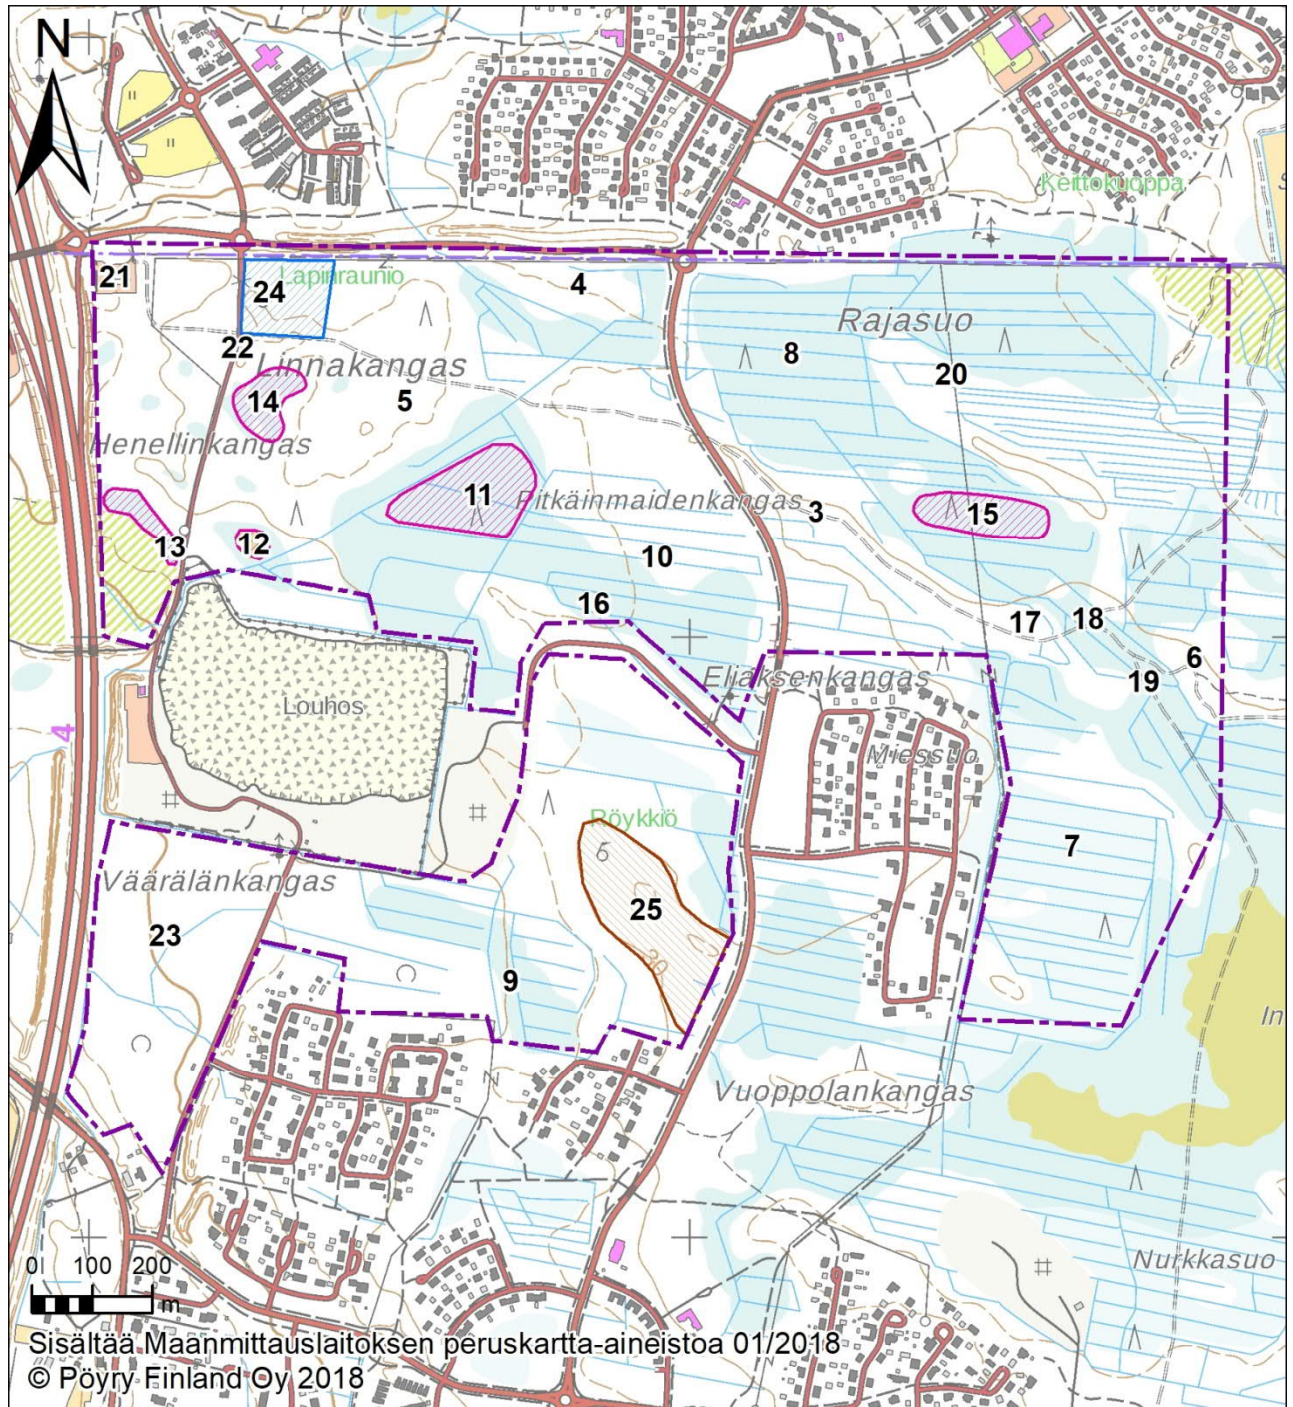 N
Keittokuoppa
21
24
Lapinraunio
4
Rajasuo
22
Linnakangas
8
20
14
5
Henellinkangas
11
Pitkäinmaidenkangas
3
15
13
12
10
16
17
18
6
19
Eliaksenkangas
Louhos
4
Miessuo
Röykkiö
7
Väärälänkangas
25
23
30
9
In
Vuoppolankangas
Nurkkasuo
0 100 200
m
Sisältää Maanmittauslaitoksen peruskartta-aineistoa 01/2018
© Pöyry Finland Oy 2018